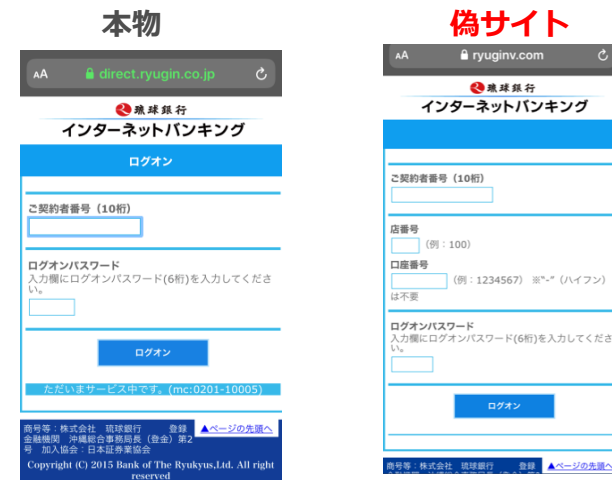 本物
AA direct.ryugin.co.jp
琉球銀行
インターネットバンキング
ログオン
ご契約者番号（10桁）
ログオンパスワード
入力欄にログオンパスワード(6桁)を入力してくださ
い。
ログオン
ただいまサービス中です。(mc:0201-10005)
商号等：株式会社　琉球銀行　　登録 ▲ページの先頭へ
金融機関　沖縄総合事務局長（登金）第2
号　加入協会：日本証券業協会
Copyright (C) 2015 Bank of The Ryukyus,Ltd. All right
reserved
偽サイト
AA ryuginv.com
琉球銀行
インターネットバンキング
ご契約者番号（10桁）
店番号
（例：100）
口座番号
（例：1234567） ※"-"（ハイフン）
は不要
ログオンパスワード
入力欄にログオンパスワード(6桁)を入力してくださ
い。
ログオン
商号等：株式会社　琉球銀行　　登録 ▲ページの先頭へ